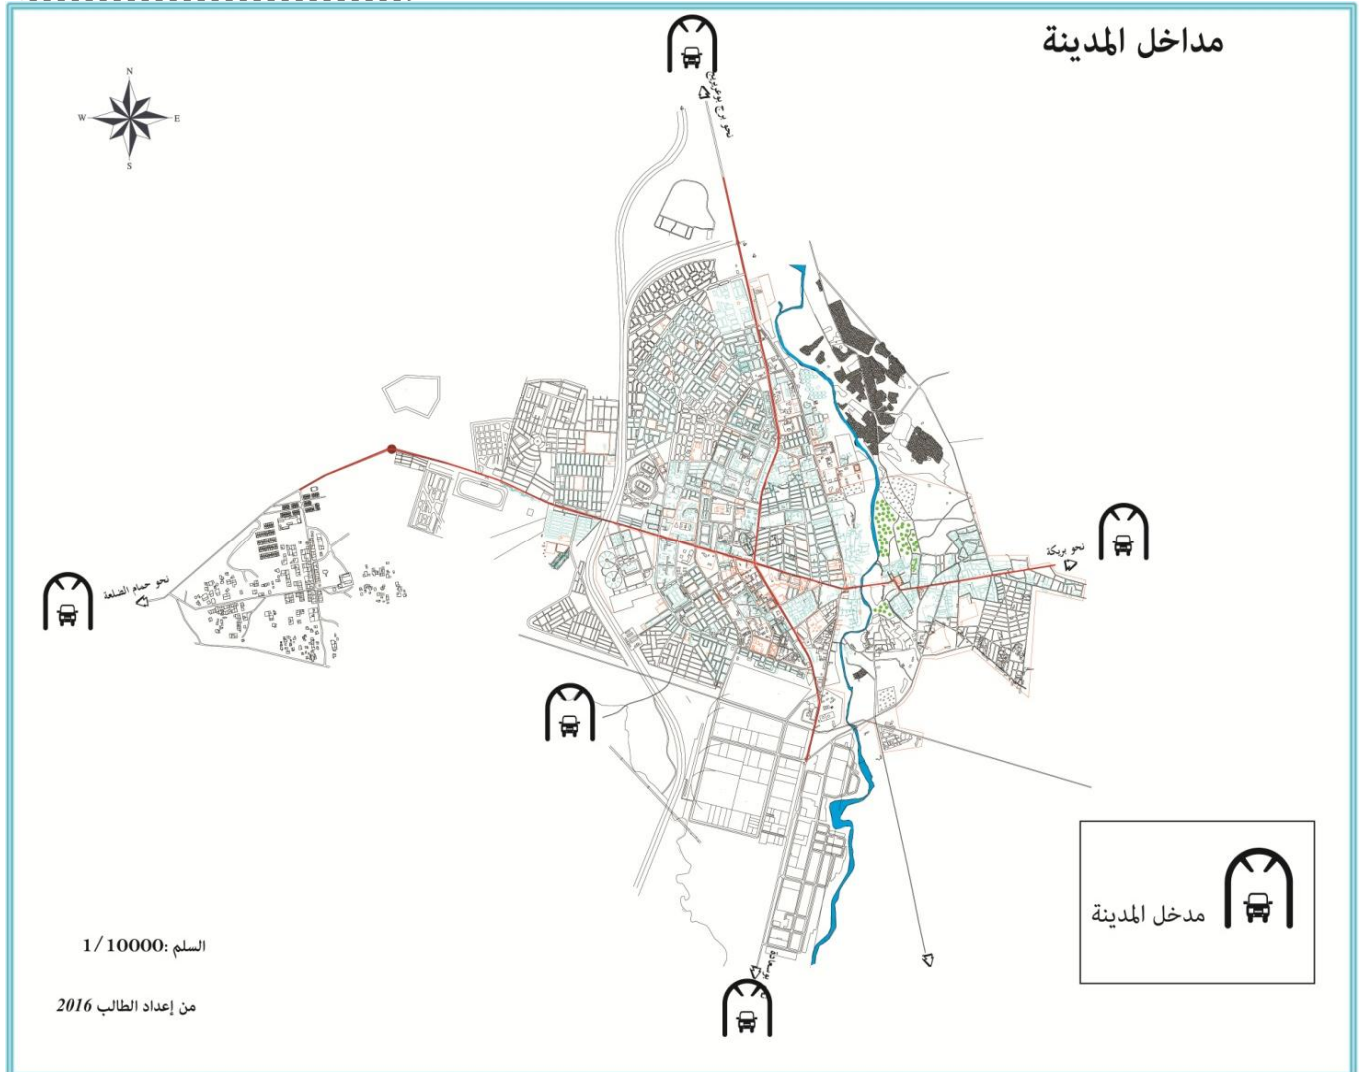 مداخل المدينة
N
W E
S
نحو برج بوعريريج
نحو بريكة
نحو حمام الضلعة
بوسعادة
مدخل المدينة
السلم :1/10000
من إعداد الطالب 2016